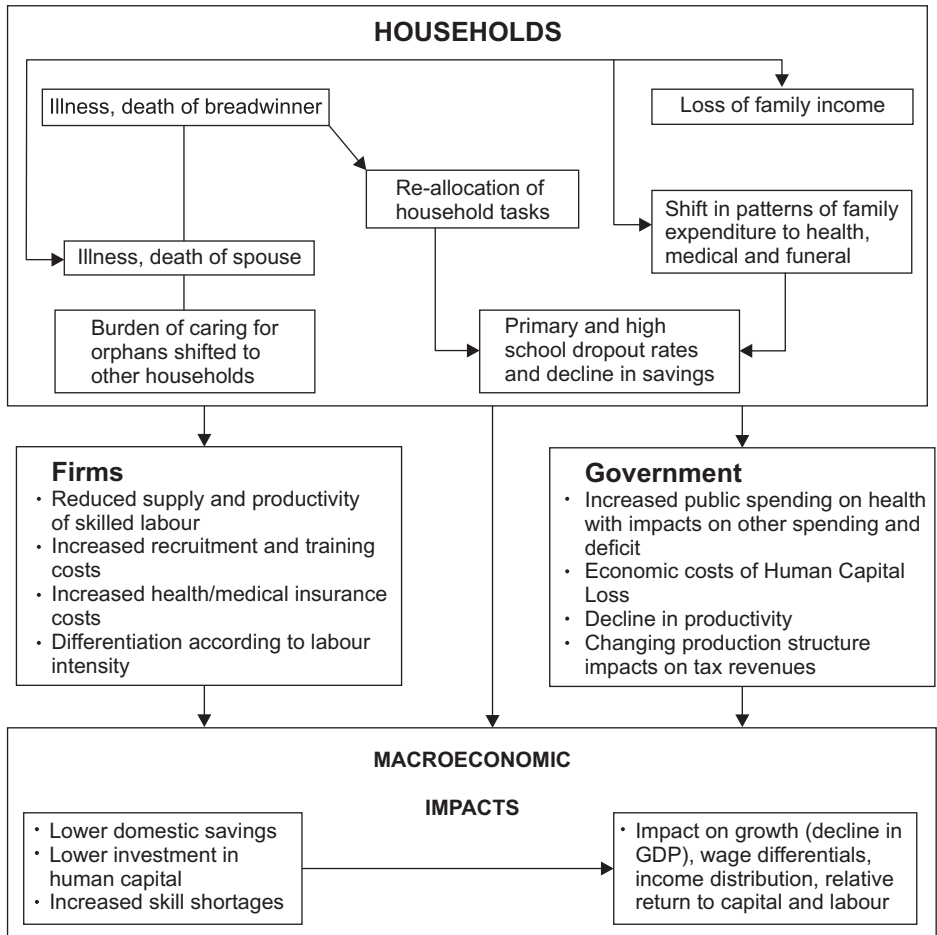 HOUSEHOLDS
Illness, death of breadwinner
Loss of family income
Re-allocation of
household tasks
Shift in patterns of family
expenditure to health,
medical and funeral
Illness, death of spouse
Burden of caring for
orphans shifted to
other households
Primary and high
school dropout rates
and decline in savings
Firms
· Reduced supply and productivity
of skilled labour
· Increased recruitment and training
costs
· Increased health/medical insurance
costs
· Differentiation according to labour
intensity
Government
· Increased public spending on health
with impacts on other spending and
deficit
· Economic costs of Human Capital
Loss
· Decline in productivity
· Changing production structure
impacts on tax revenues
MACROECONOMIC
IMPACTS
· Lower domestic savings
· Lower investment in
human capital
· Increased skill shortages
· Impact on growth (decline in
GDP), wage differentials,
income distribution, relative
return to capital and labour